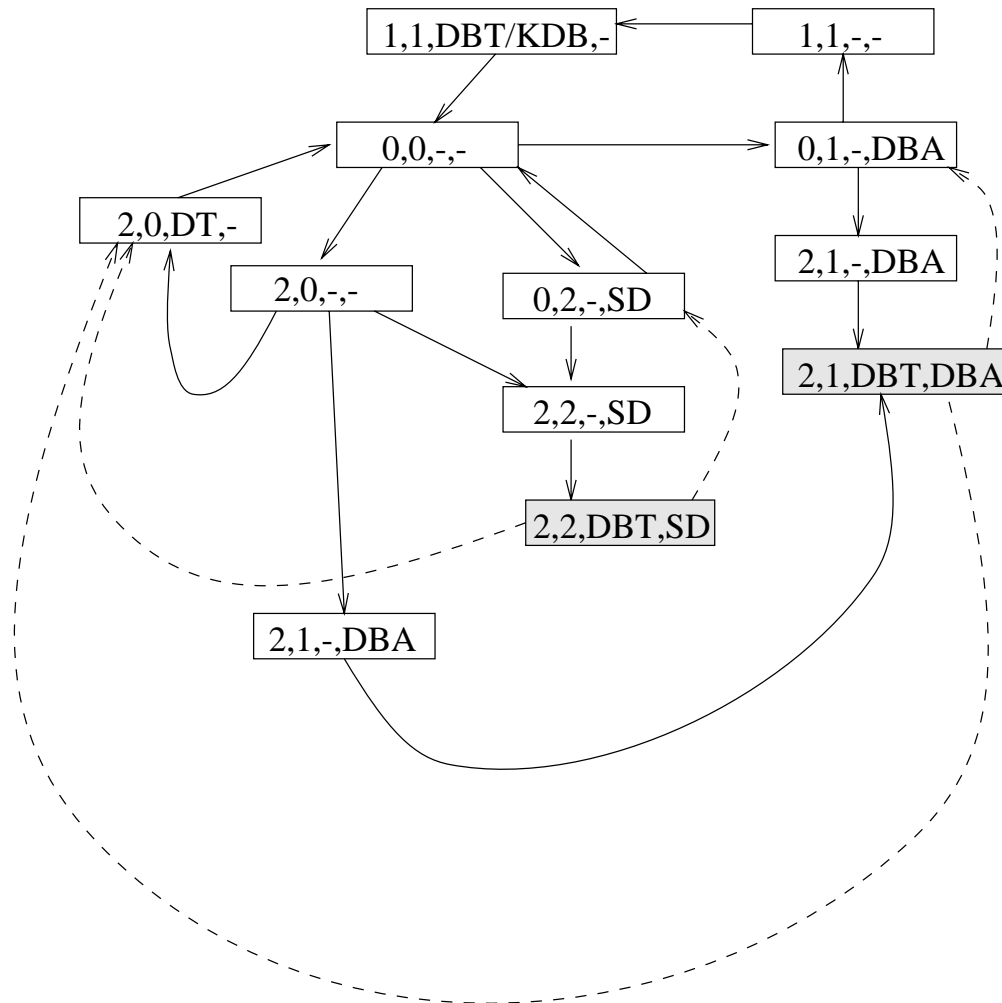 1,1,DBT/KDB,-
1,1,-,-
0,0,-,-
0,1,-,DBA
2,0,DT,-
2,0,-,-
0,2,-,SD
2,1,-,DBA
2,1,DBT,DBA
2,2,-,SD
2,2,DBT,SD
2,1,-,DBA